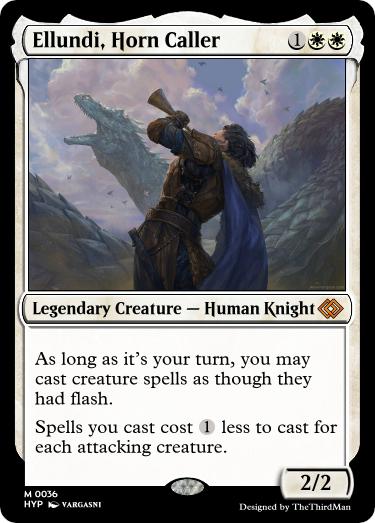 Ellundi, Horn Caller 1
Legendary Creature — Human Knight
As long as it's your turn, you may
cast creature spells as though they
had flash.
Spells you cast cost 1 less to cast for
each attacking creature.
2/2
M 0036
HYP VARGASNI
Designed by TheThirdMan